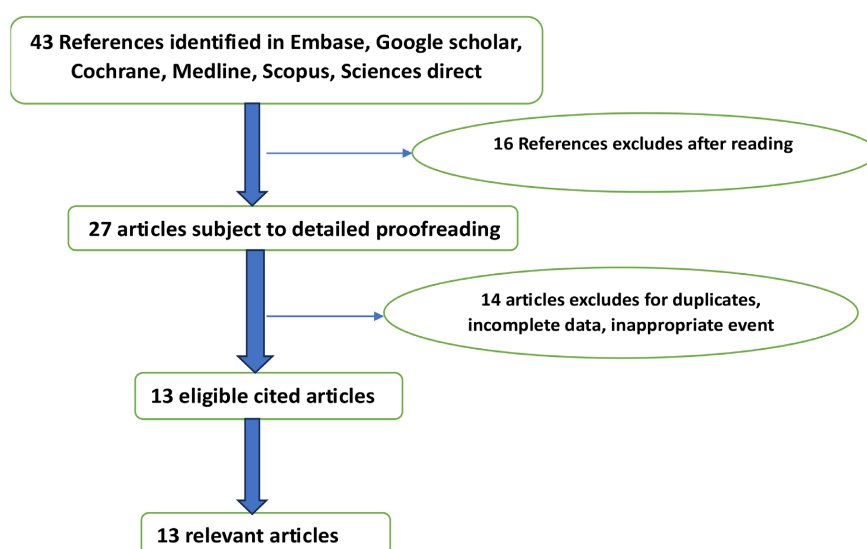 43 References identified in Embase, Google scholar,
Cochrane, Medline, Scopus, Sciences direct
16 References excludes after reading
27 articles subject to detailed proofreading
14 articles excludes for duplicates,
incomplete data, inappropriate event
13 eligible cited articles
13 relevant articles